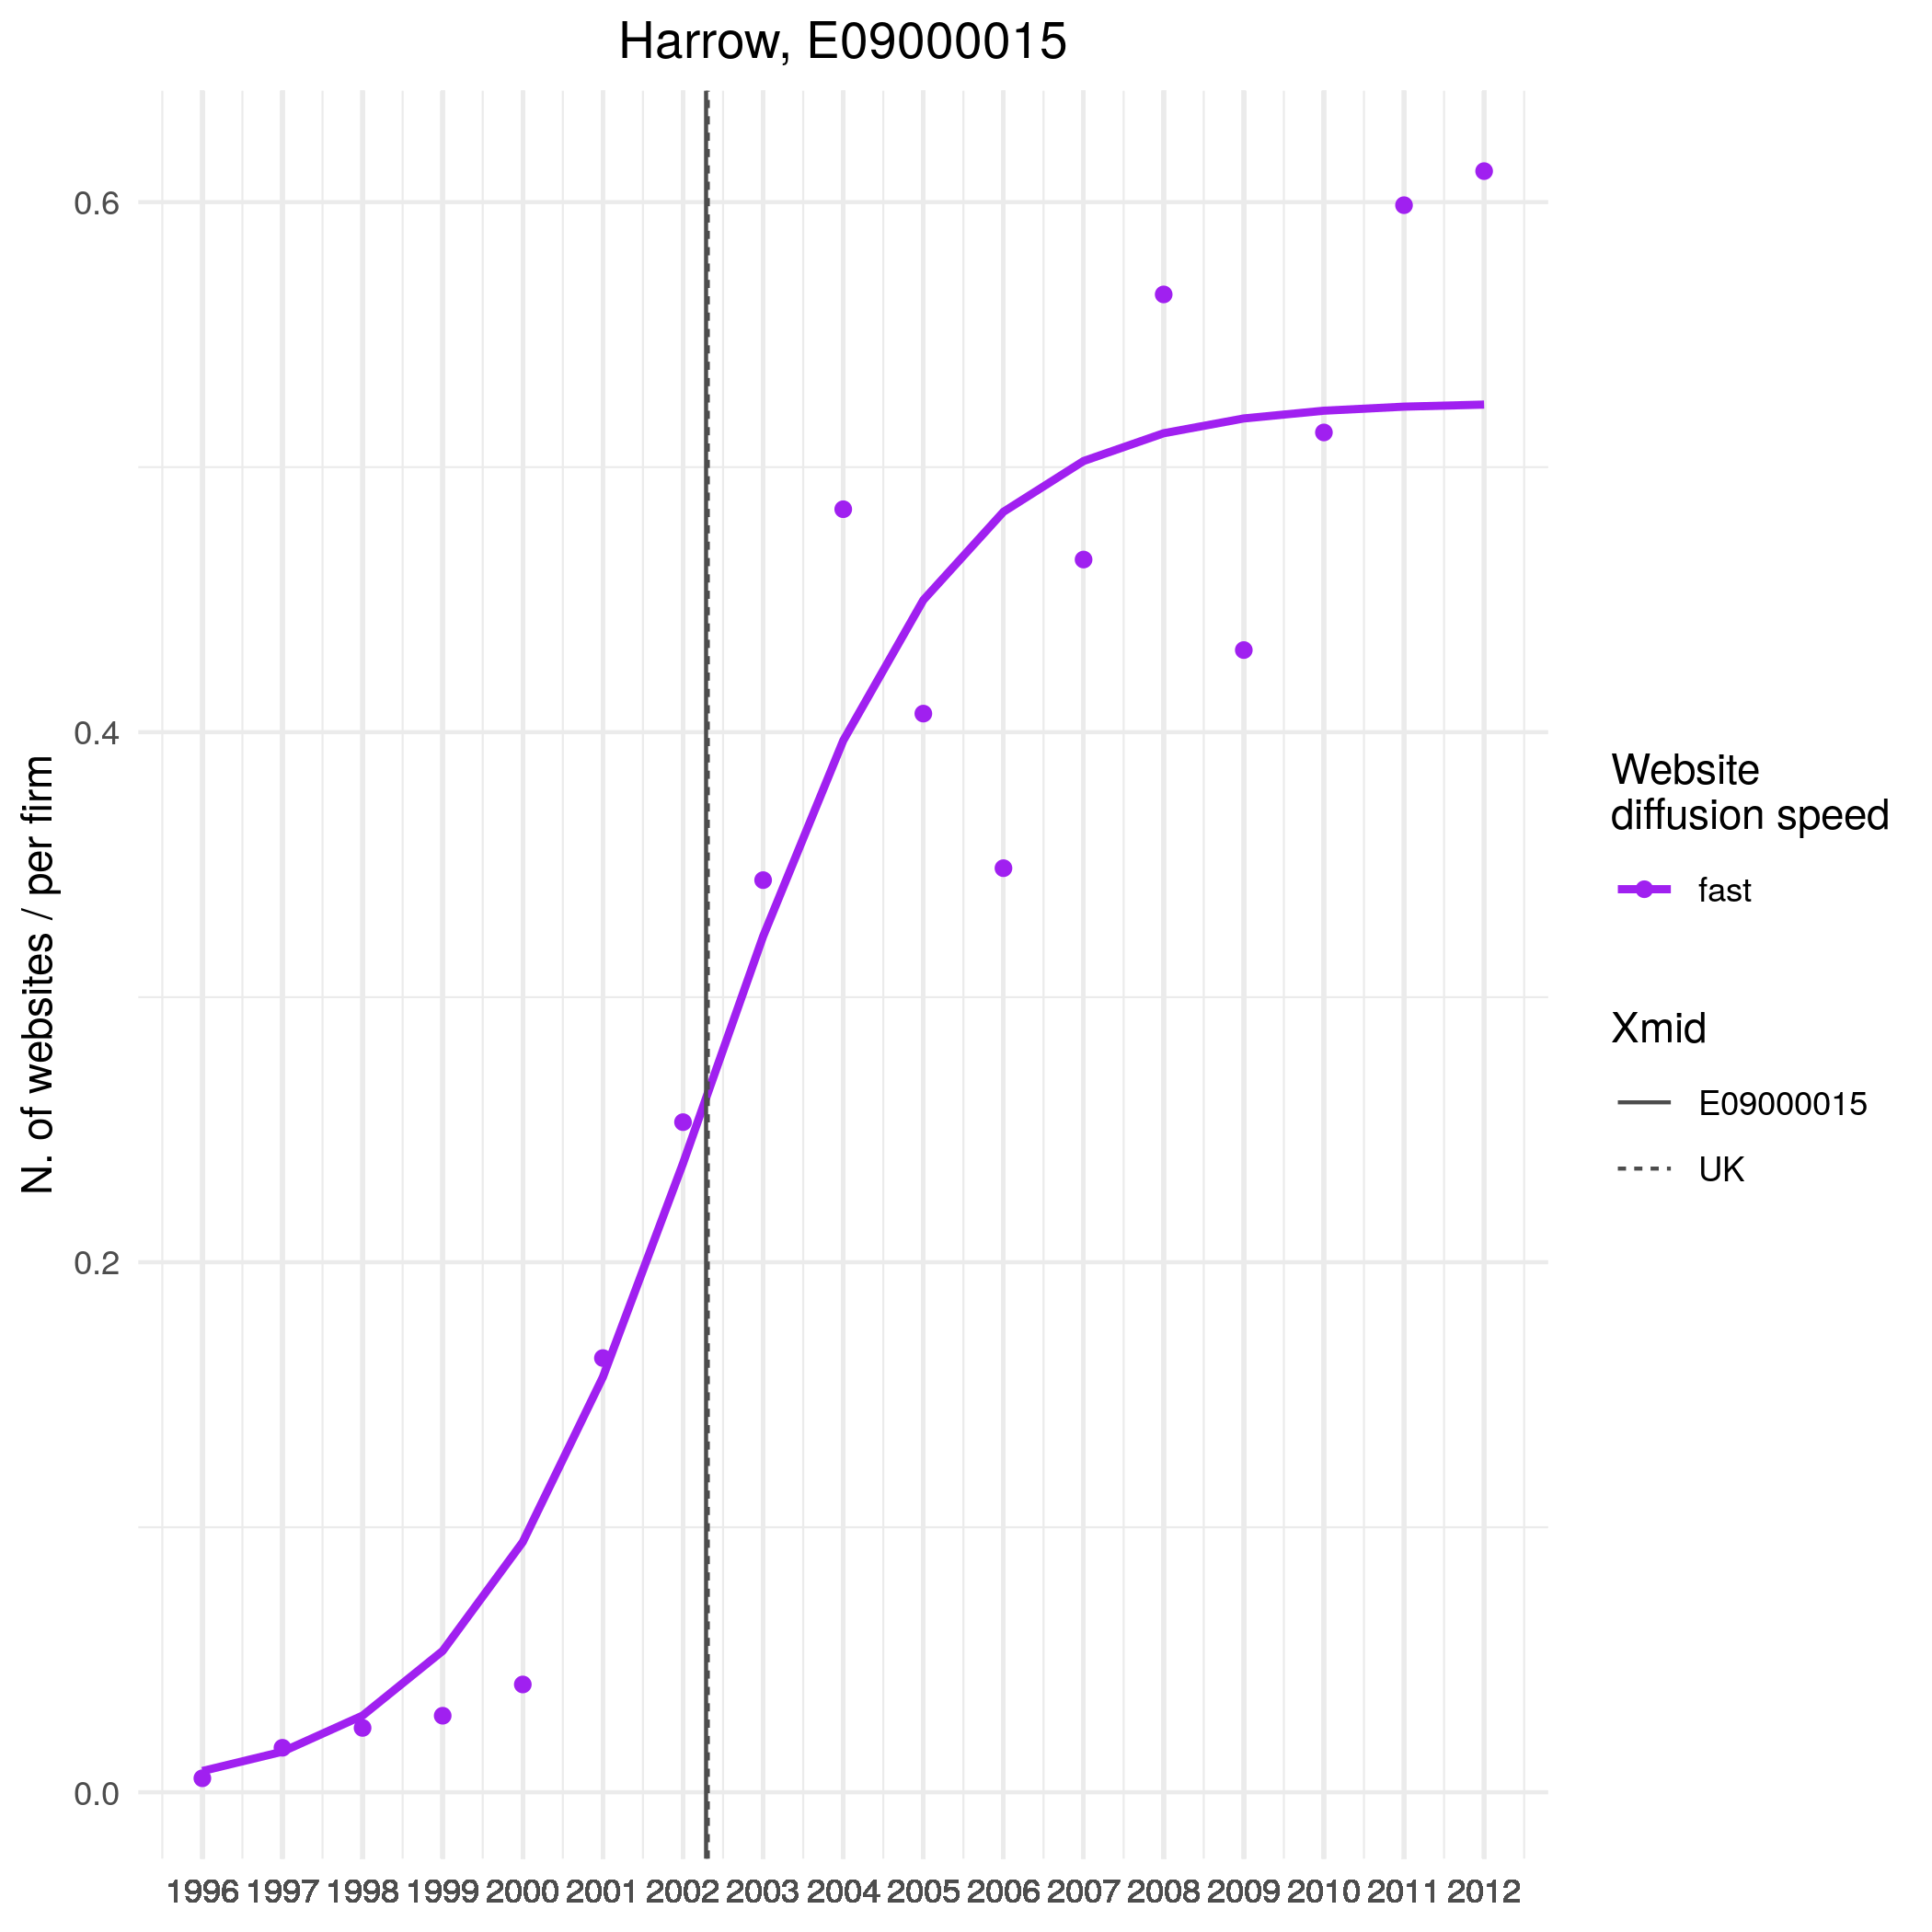 Harrow, E09000015
N. of websites / per firm
0.6
0.4
0.2
0.0
1996 1997 1998 1999 2000 2001 2002 2003 2004 2005 2006 2007 2008 2009 2010 2011 2012
Website
diffusion speed
fast
Xmid
E09000015
UK